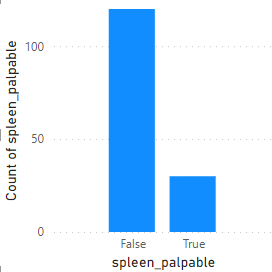 Count of spleen_palpable
100
50
0
False True
spleen_palpable